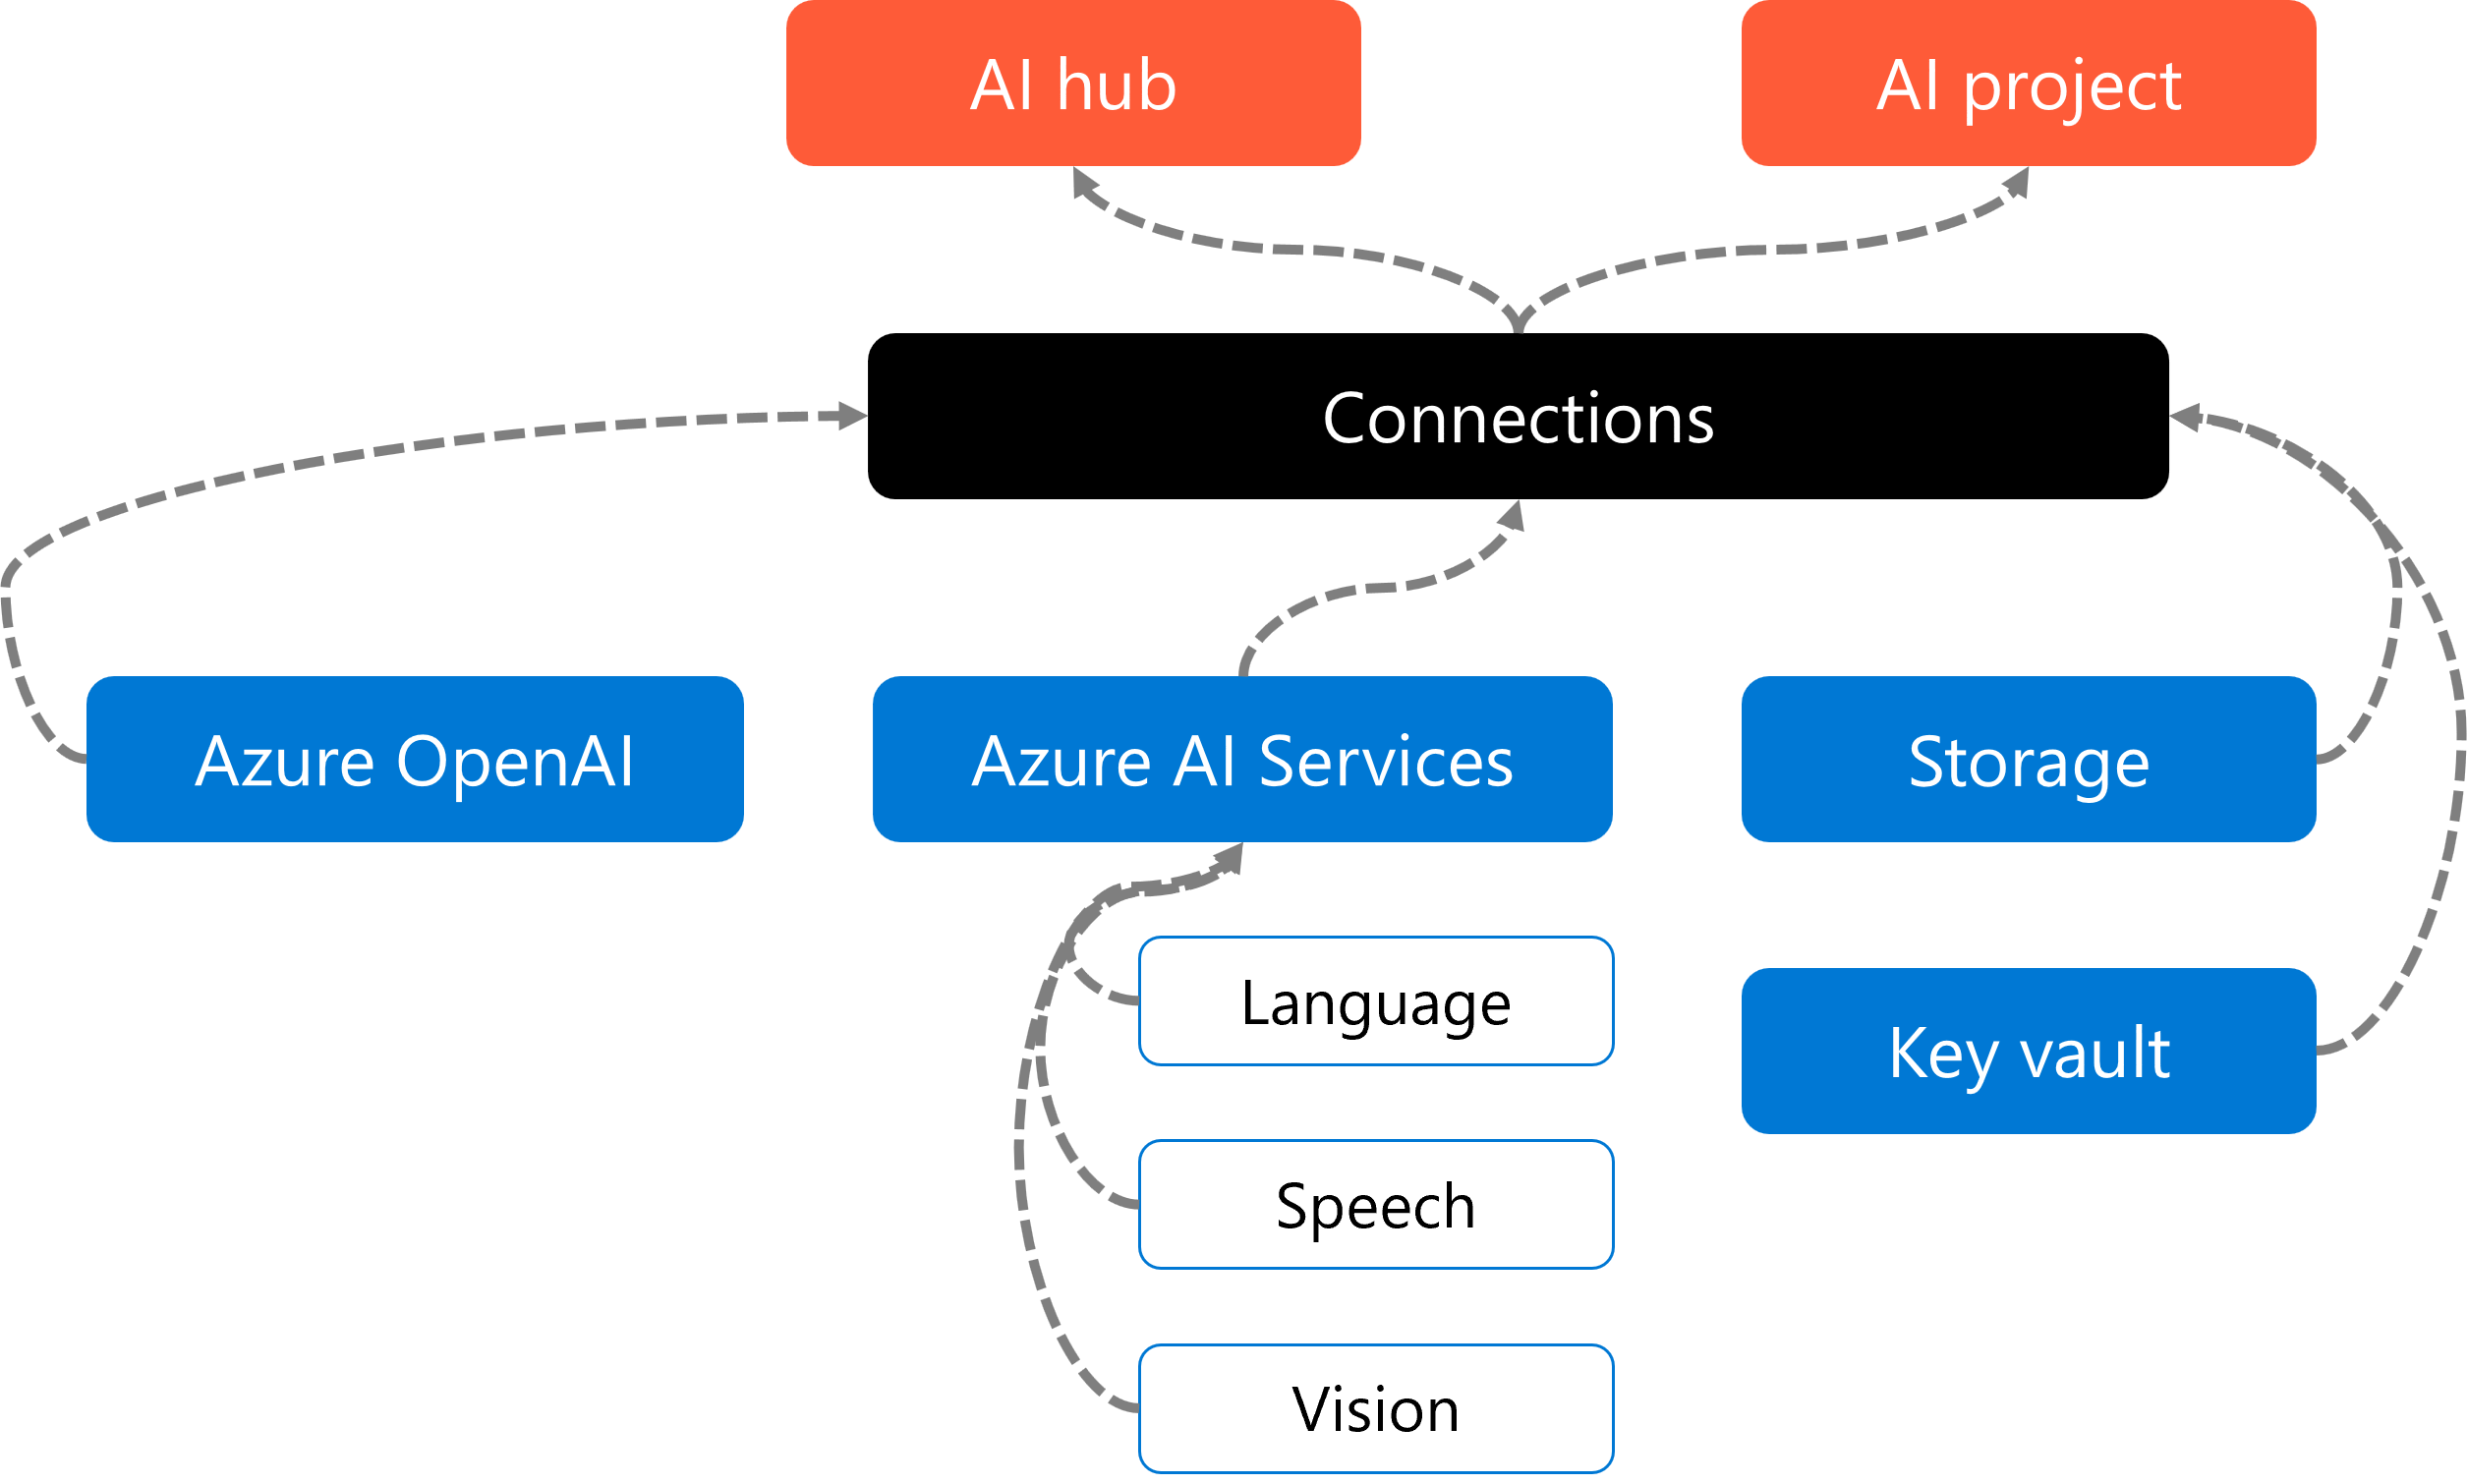 AI hub
AI project
Connections
Azure OpenAI
Azure AI Services
Storage
Language
Key vault
Speech
Vision